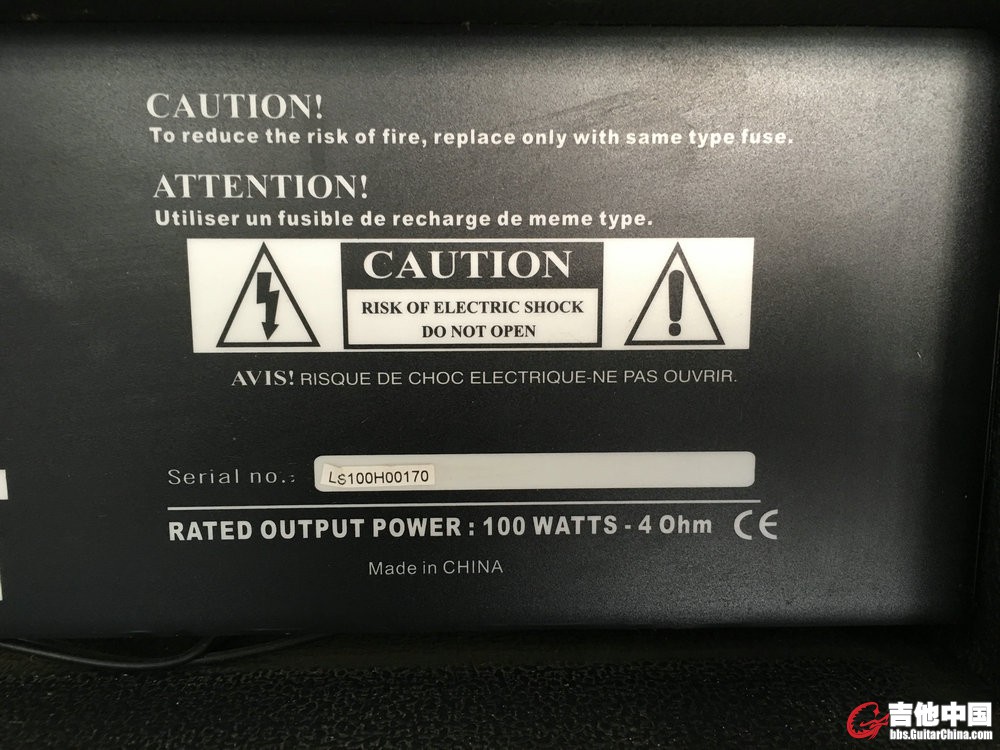 CAUTION!
To reduce the risk of fire, replace only with same type fuse.
ATTENTION!
Utiliser un fusible de recharge de meme type.
CAUTION
RISK OF ELECTRIC SHOCK
DO NOT OPEN
AVIS! RISQUE DE CHOC ELECTRIQUE-NE PAS OUVRIR.
Serial no.: LS100H00170
RATED OUTPUT POWER : 100 WATTS - 4 Ohm CE
Made in CHINA
吉他中国
bbs.GuitarChina.com